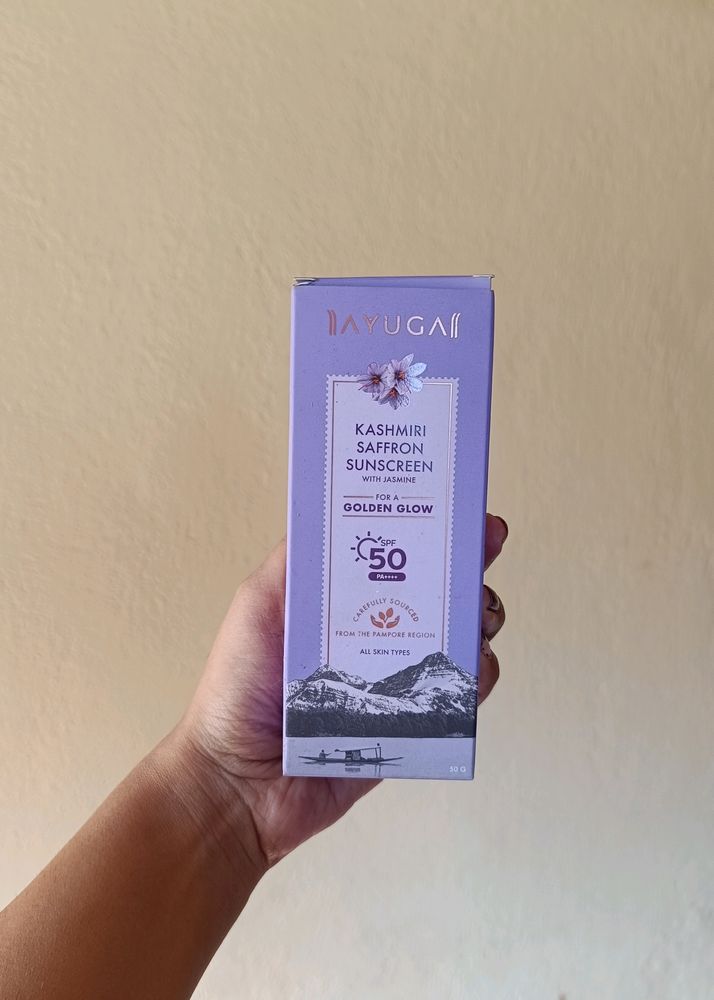 AYUGA
KASHMIRI
SAFFRON
SUNSCREEN
WITH JASMINE
FOR A
GOLDEN GLOW
SPF
50
PA++++
CAREFULLY SOURCED
FROM THE PAMPORE REGION
ALL SKIN TYPES
50 G